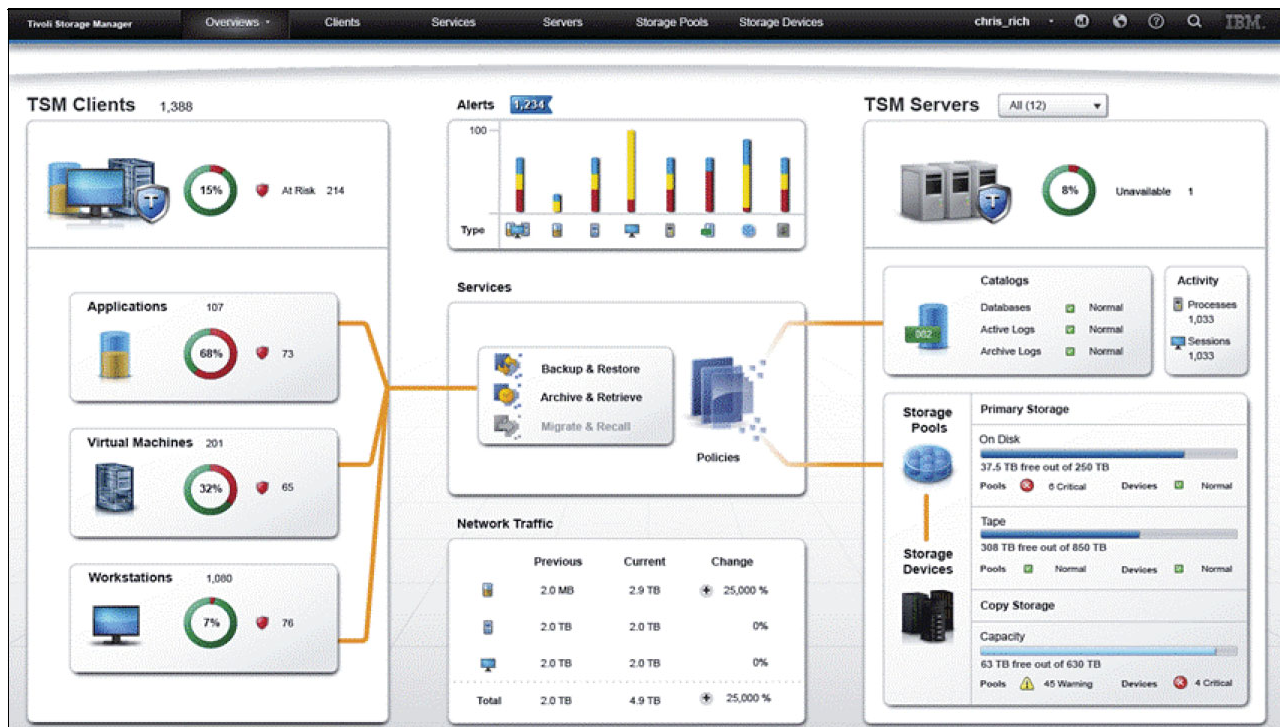 Tivoli Storage Manager Overviews Clients Services Servers Storage Pools Storage Devices chris_rich IBM.
TSM Clients 1,388
15% At Risk 214
Applications 107
68% 73
Virtual Machines 201
32% 65
Workstations 1,080
7% 76
Alerts 1,234
100
Type
Services
Backup & Restore
Archive & Retrieve
Migrate & Recall
Policies
Network Traffic
Previous Current Change
2.0 MB 2.9 TB 25,000 %
2.0 TB 2.0 TB 0%
2.0 TB 2.0 TB 0%
Total 2.0 TB 4.9 TB 25,000 %
TSM Servers All (12)
8% Unavailable 1
Catalogs
Databases Normal
002 Active Logs Normal
Archive Logs Normal
Activity
Processes
1,033
Sessions
1,033
Storage
Pools
Storage
Devices
Primary Storage
On Disk
37.5 TB free out of 250 TB
Pools 6 Critical Devices Normal
Tape
308 TB free out of 850 TB
Pools Normal Devices Normal
Copy Storage
Capacity
63 TB free out of 630 TB
Pools 45 Warning Devices 4 Critical